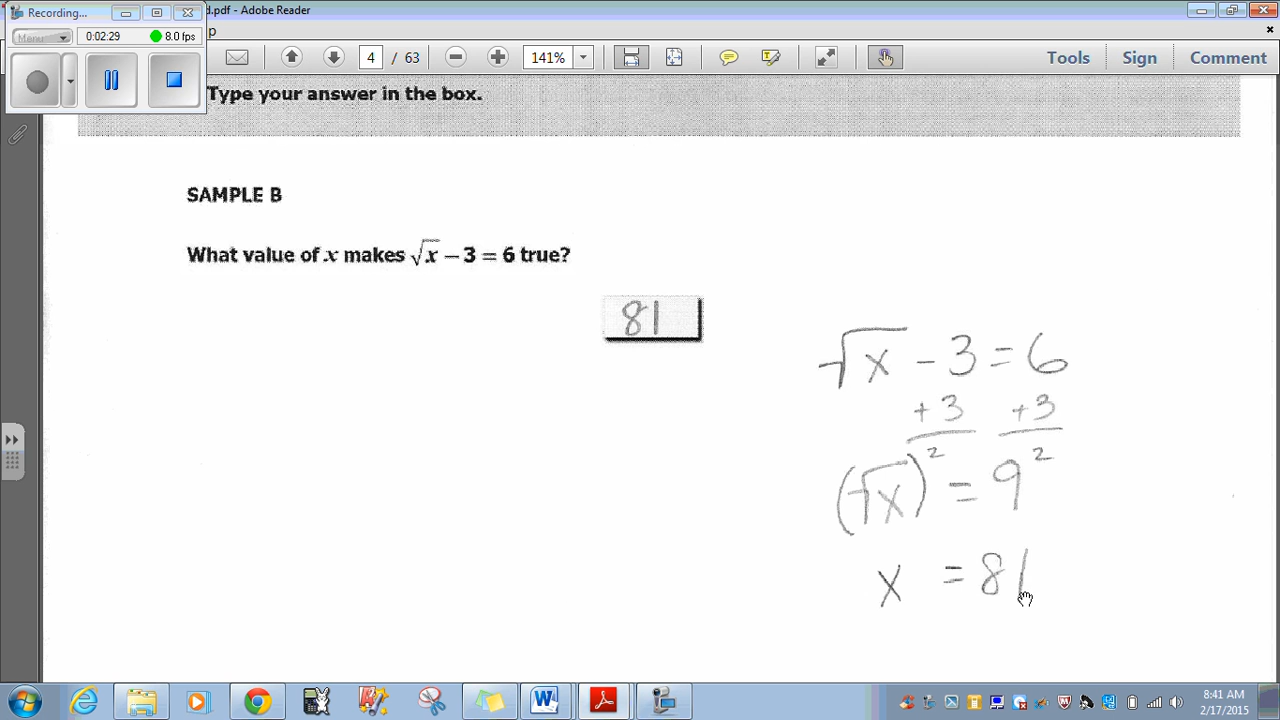 Recording...
d.pdf - Adobe Reader
Menu
0:02:29
8.0 fps
p
4 / 63
141%
Tools
Sign
Comment
Type your answer in the box.
SAMPLE B
What value of x makes √x − 3 = 6 true?
81
√x - 3 = 6
+3 +3
(√x)² = 9²
x = 81
8:41 AM
2/17/2015